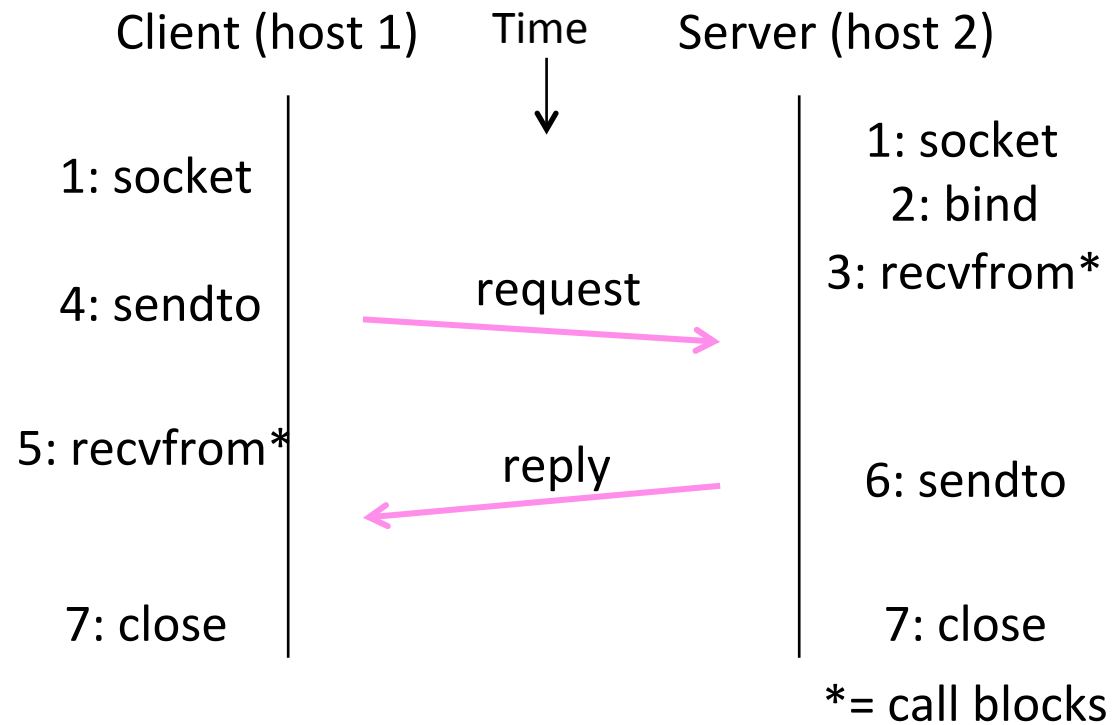 Client (host 1)
Time
Server (host 2)
1: socket
1: socket
2: bind
3: recvfrom*
4: sendto
request
5: recvfrom*
reply
6: sendto
7: close
7: close
*= call blocks